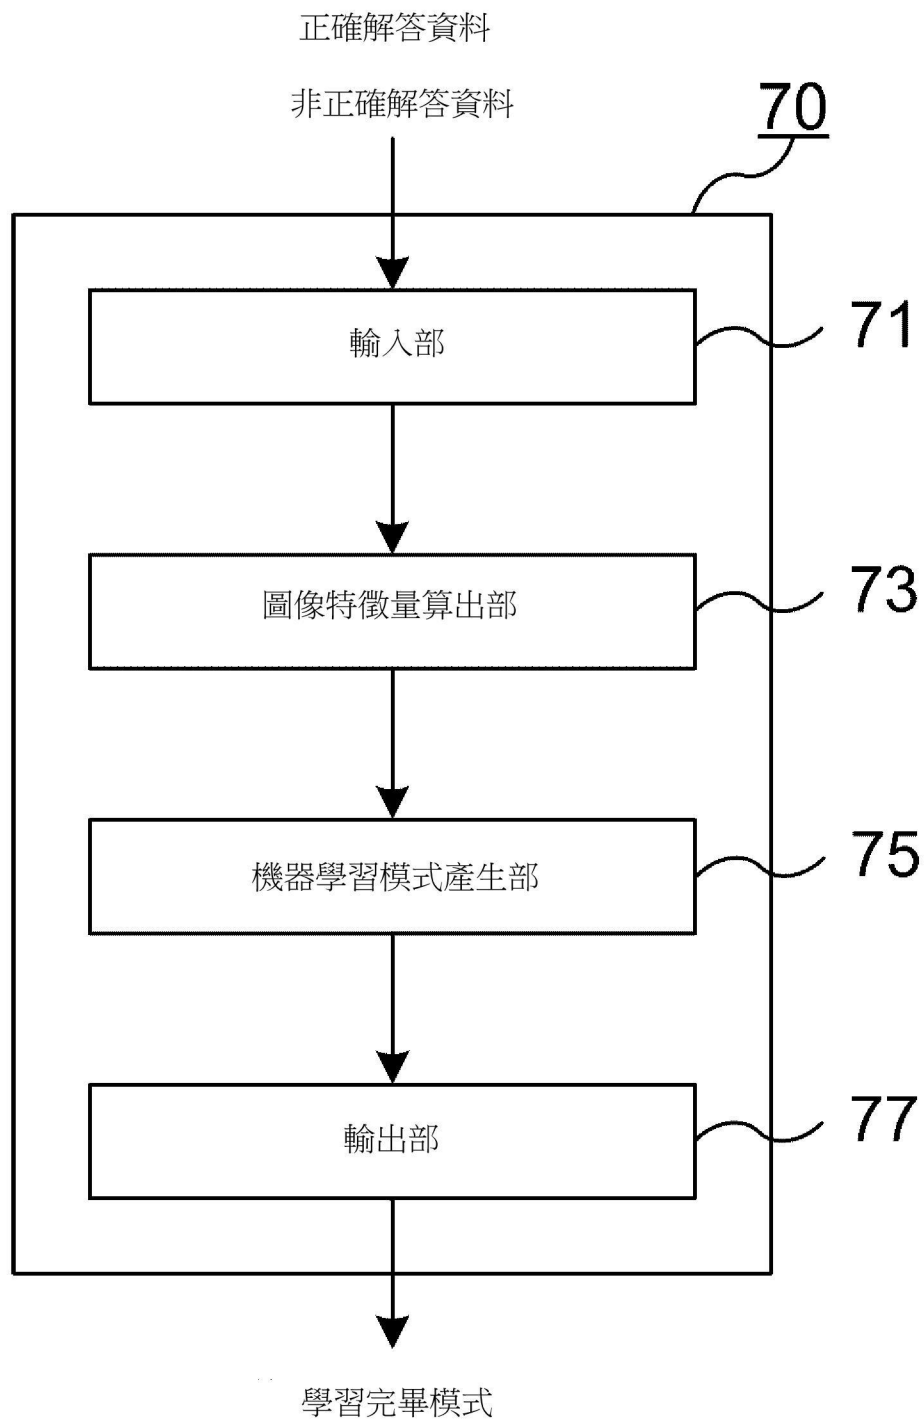 正確解答資料
非正確解答資料
70
輸入部
71
圖像特徵量算出部
73
機器學習模式產生部
75
輸出部
77
學習完畢模式